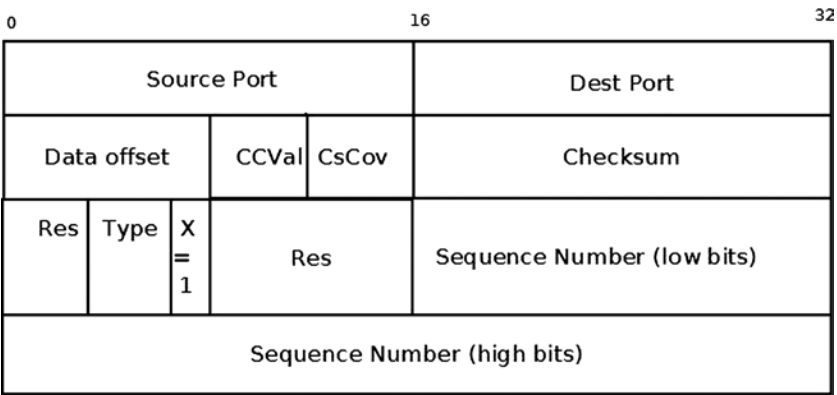 0 16 32
Source Port Dest Port
Data offset CCVal CsCov Checksum
Res Type X Res Sequence Number (low bits)
=
1
Sequence Number (high bits)